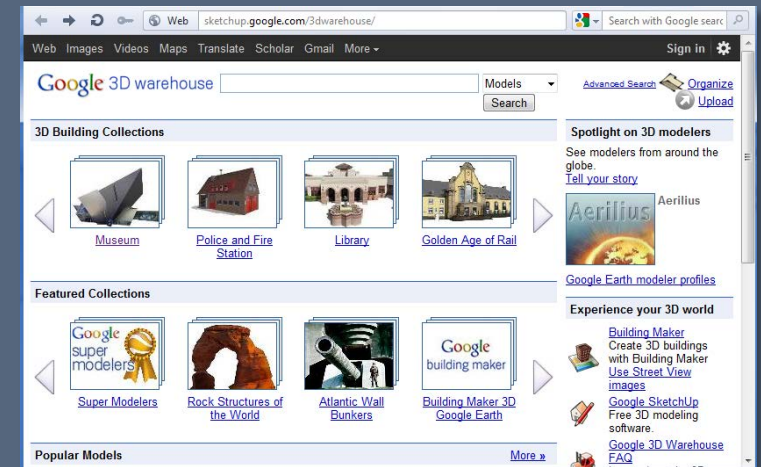 Web sketchup.google.com/3dwarehouse/ Search with Google searc
Web Images Videos Maps Translate Scholar Gmail More Sign in
Google 3D warehouse Models Advanced Search Organize
Search Upload
3D Building Collections
Museum Police and Fire Station Library Golden Age of Rail
Spotlight on 3D modelers
See modelers from around the
globe.
Tell your story
Aerilius Aerilius
Google Earth modeler profiles
Featured Collections
Google
super
modelers
Google
building maker
Super Modelers Rock Structures of the World Atlantic Wall Bunkers Building Maker 3D Google Earth
Experience your 3D world
Building Maker
Create 3D buildings
with Building Maker
Use Street View
images
Google SketchUp
Free 3D modeling
software.
Google 3D Warehouse
FAQ
Popular Models More »